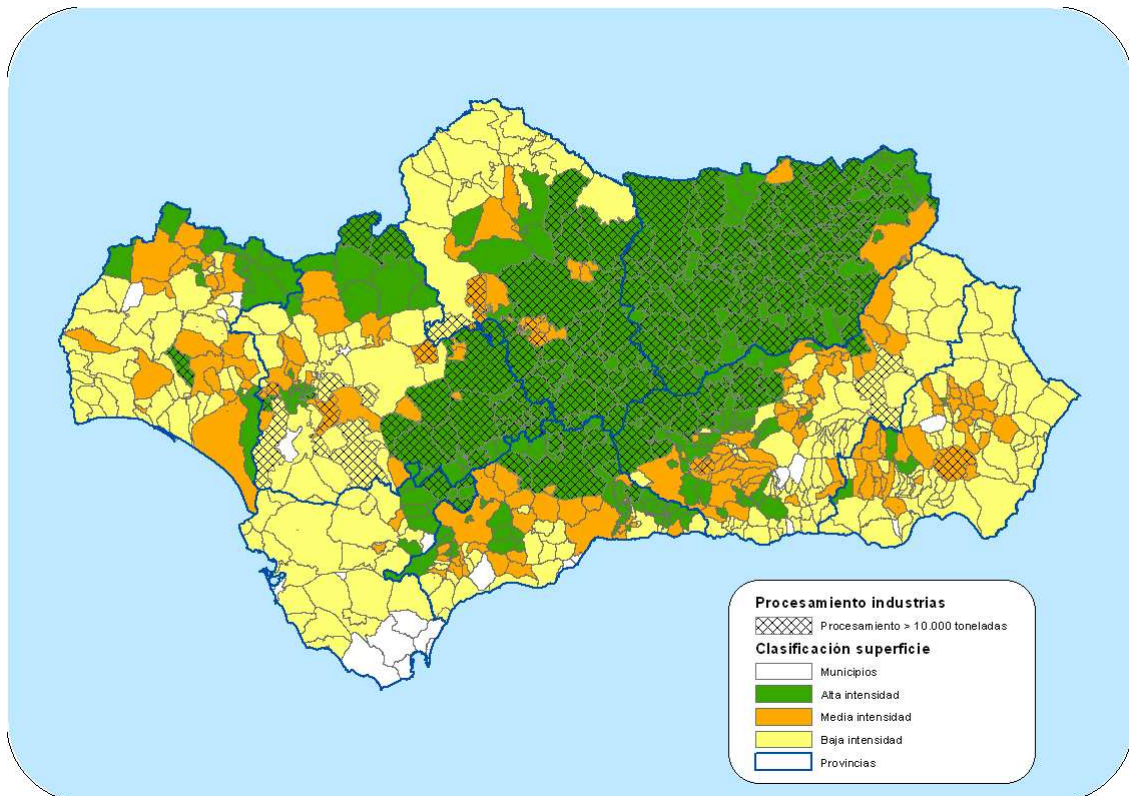 Procesamiento industrias
Procesamiento > 10.000 toneladas
Clasificación superficie
Municipios
Alta intensidad
Media intensidad
Baja intensidad
Provincias